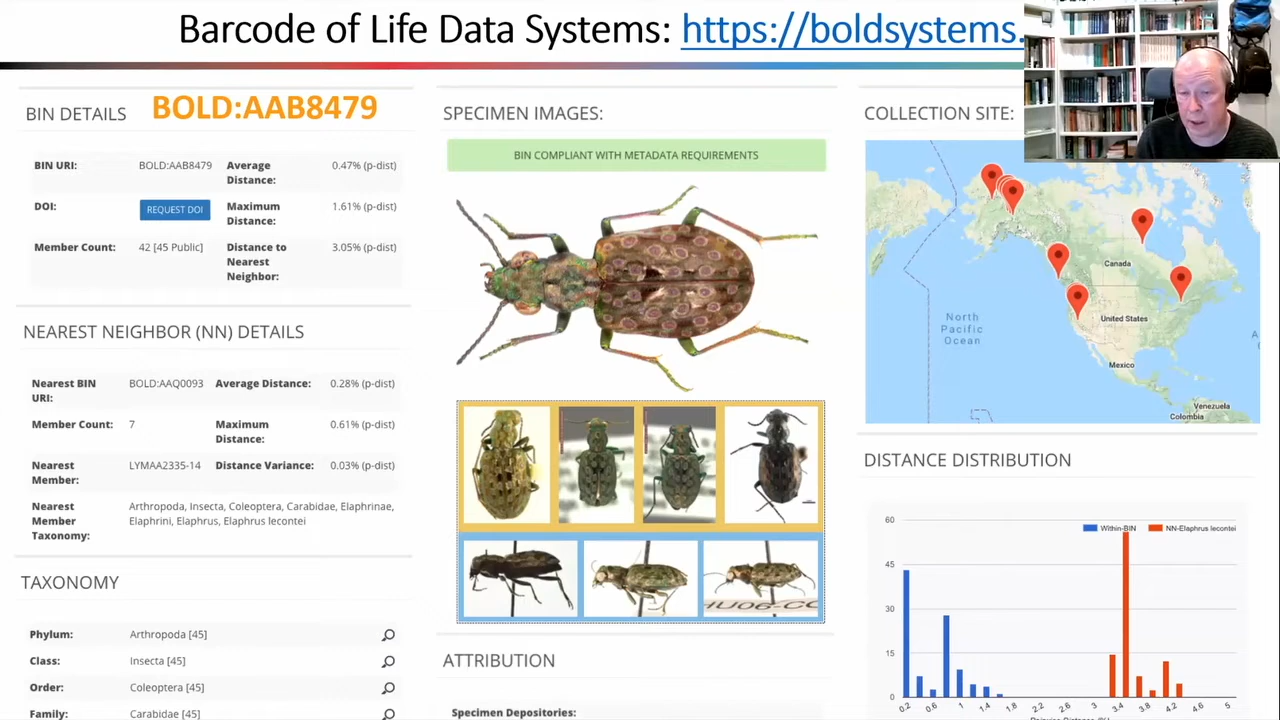 Barcode of Life Data Systems: https://boldsystems.
BIN DETAILS BOLD:AAB8479
BIN URI: BOLD:AAB8479 Average Distance: 0.47% (p-dist)
DOI: REQUEST DOI Maximum Distance: 1.61% (p-dist)
Member Count: 42 [45 Public] Distance to Nearest Neighbor: 3.05% (p-dist)
NEAREST NEIGHBOR (NN) DETAILS
Nearest BIN URI: BOLD:AAQ0093 Average Distance: 0.28% (p-dist)
Member Count: 7 Maximum Distance: 0.61% (p-dist)
Nearest Member: LYMAA2335-14 Distance Variance: 0.03% (p-dist)
Nearest Member Taxonomy: Arthropoda, Insecta, Coleoptera, Carabidae, Elaphrinae,
Elaphrini, Elaphrus, Elaphrus lecontei
TAXONOMY
Phylum: Arthropoda [45]
Class: Insecta [45]
Order: Coleoptera [45]
Family: Carabidae [45]
SPECIMEN IMAGES:
BIN COMPLIANT WITH METADATA REQUIREMENTS
ATTRIBUTION
Specimen Depositories:
COLLECTION SITE:
Canada
United States
North
Pacific
Ocean
Mexico
Venezuela
Colombia
DISTANCE DISTRIBUTION
Within-BIN NN-Elaphrus lecontei
60
45
30
15
0
0.2 0.6 1 1.4 1.8 2.2 2.6 3 3.4 3.8 4.2 4.6 5